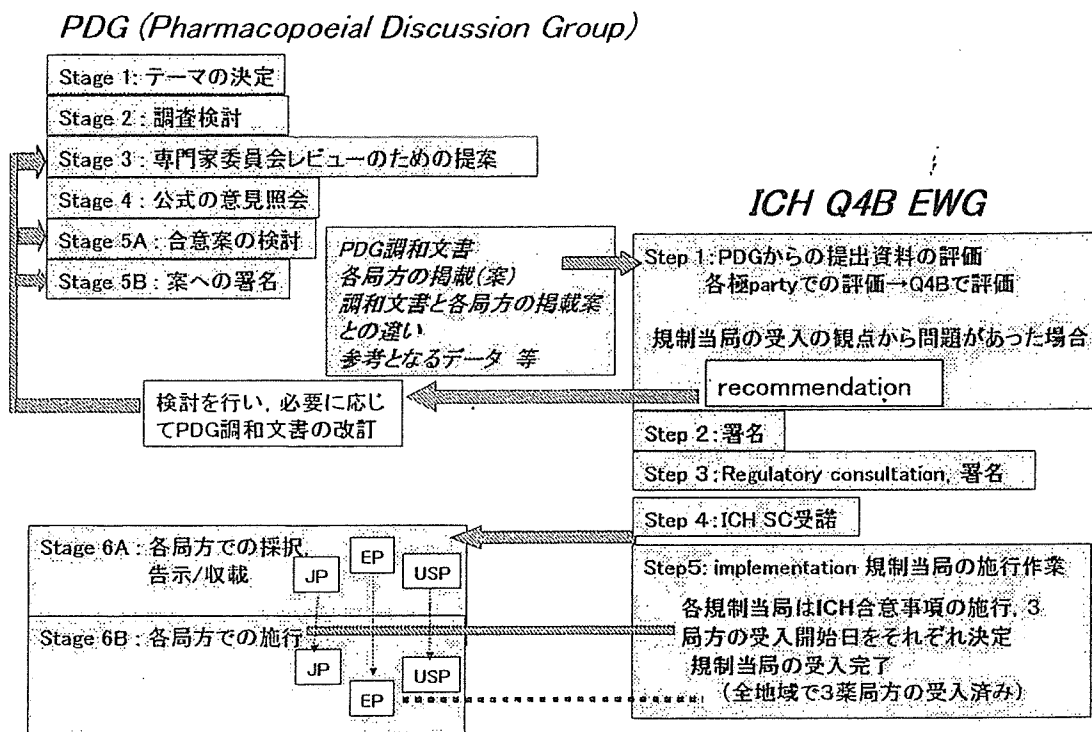 PDG (Pharmacopoeial Discussion Group)
Stage 1: テーマの決定
Stage 2 : 調査検討
Stage 3 : 専門家委員会レビューのための提案
Stage 4 : 公式の意見照会
Stage 5A : 合意案の検討
Stage 5B : 案への署名
PDG調和文書
各局方の掲載(案)
調和文書と各局方の掲載案
との違い
参考となるデータ 等
検討を行い, 必要に応じ
てPDG調和文書の改訂
ICH Q4B EWG
Step 1:PDGからの提出資料の評価
各極partyでの評価→Q4Bで評価
規制当局の受入の観点から問題があった場合
recommendation
Step 2:署名
Step 3:Regulatory consultation, 署名
Step 4:ICH SC受諾
Step5: implementation 規制当局の施行作業
各規制当局はICH合意事項の施行, 3
局方の受入開始日をそれぞれ決定
規制当局の受入完了
(全地域で3薬局方の受入済み)
Stage 6A : 各局方での採択,
告示/収載
JP
EP
USP
Stage 6B : 各局方での施行
JP
EP
USP